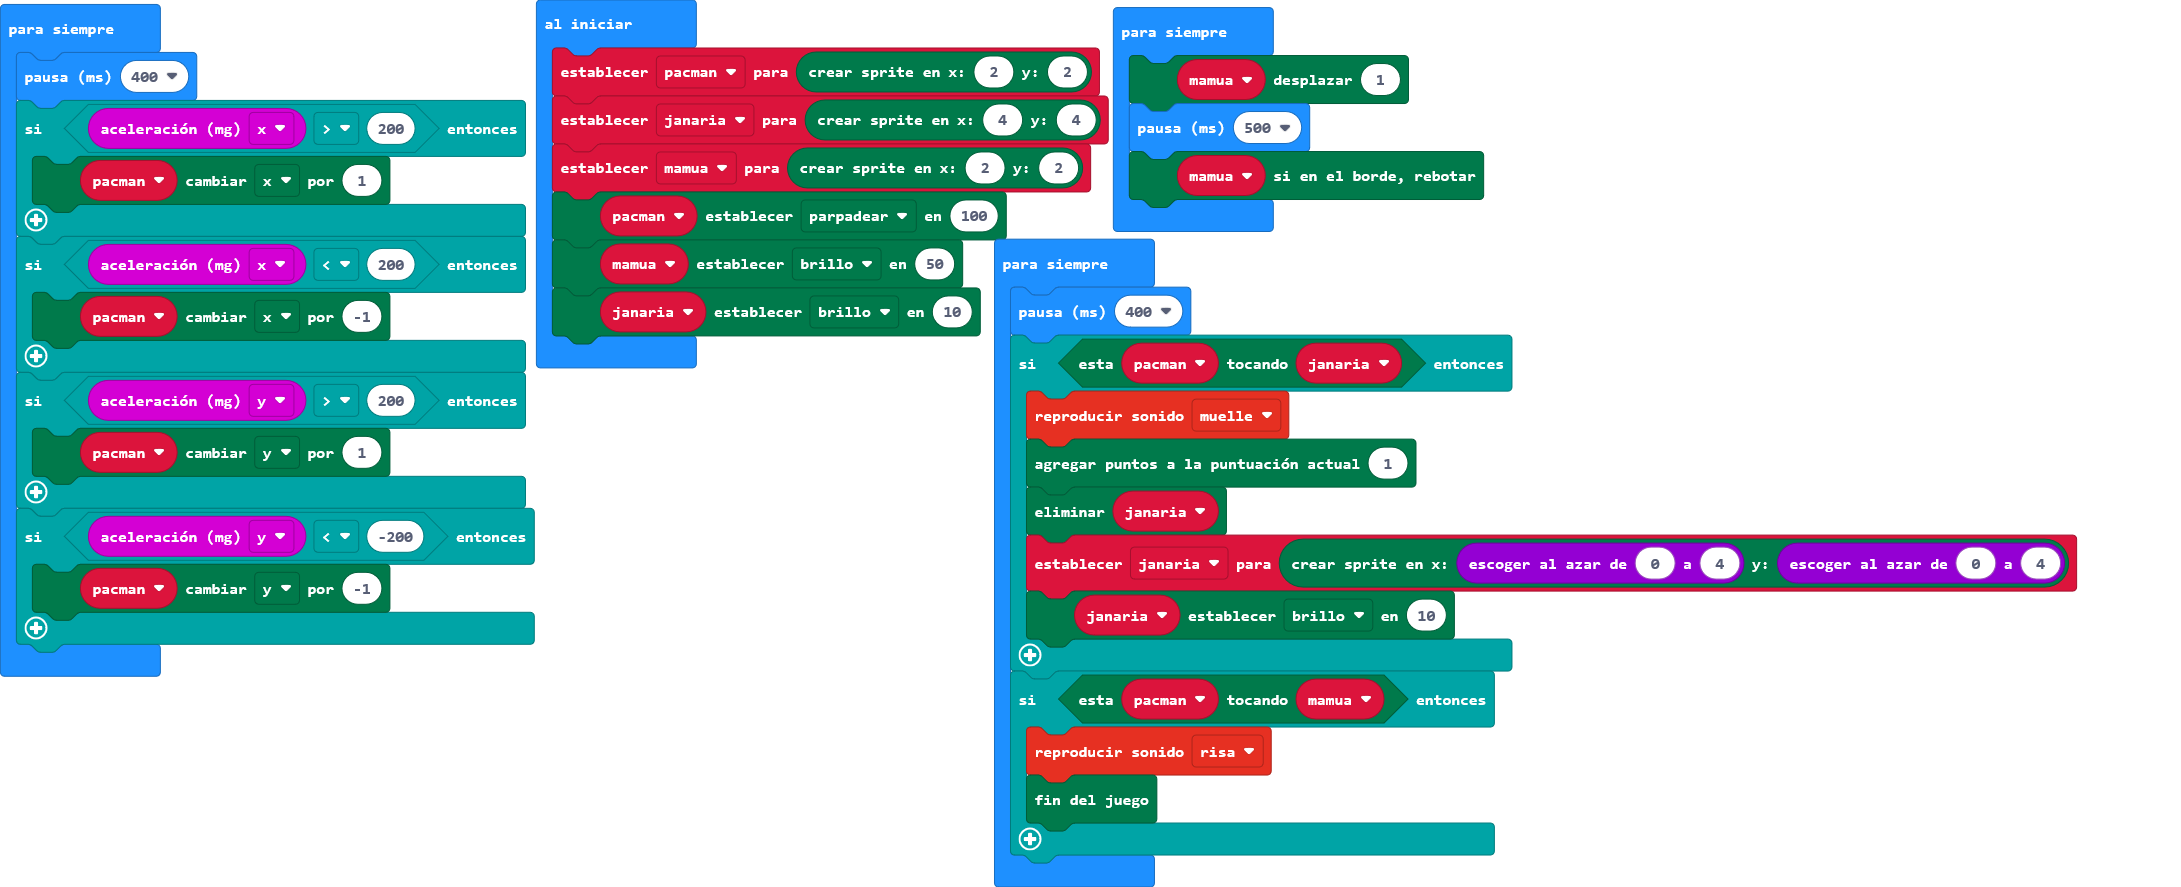 para siempre
pausa (ms) 400
si aceleración (mg) x > 200 entonces
pacman cambiar x por 1
si aceleración (mg) x < 200 entonces
pacman cambiar x por -1
si aceleración (mg) y > 200 entonces
pacman cambiar y por 1
si aceleración (mg) y < -200 entonces
pacman cambiar y por -1
al iniciar
establecer pacman para crear sprite en x: 2 y: 2
establecer janaria para crear sprite en x: 4 y: 4
establecer mamua para crear sprite en x: 2 y: 2
pacman establecer parpadear en 100
mamua establecer brillo en 50
janaria establecer brillo en 10
para siempre
mamua desplazar 1
pausa (ms) 500
mamua si en el borde, rebotar
para siempre
pausa (ms) 400
si esta pacman tocando janaria entonces
reproducir sonido muelle
agregar puntos a la puntuación actual 1
eliminar janaria
establecer janaria para crear sprite en x: escoger al azar de 0 a 4 y: escoger al azar de 0 a 4
janaria establecer brillo en 10
si esta pacman tocando mamua entonces
reproducir sonido risa
fin del juego